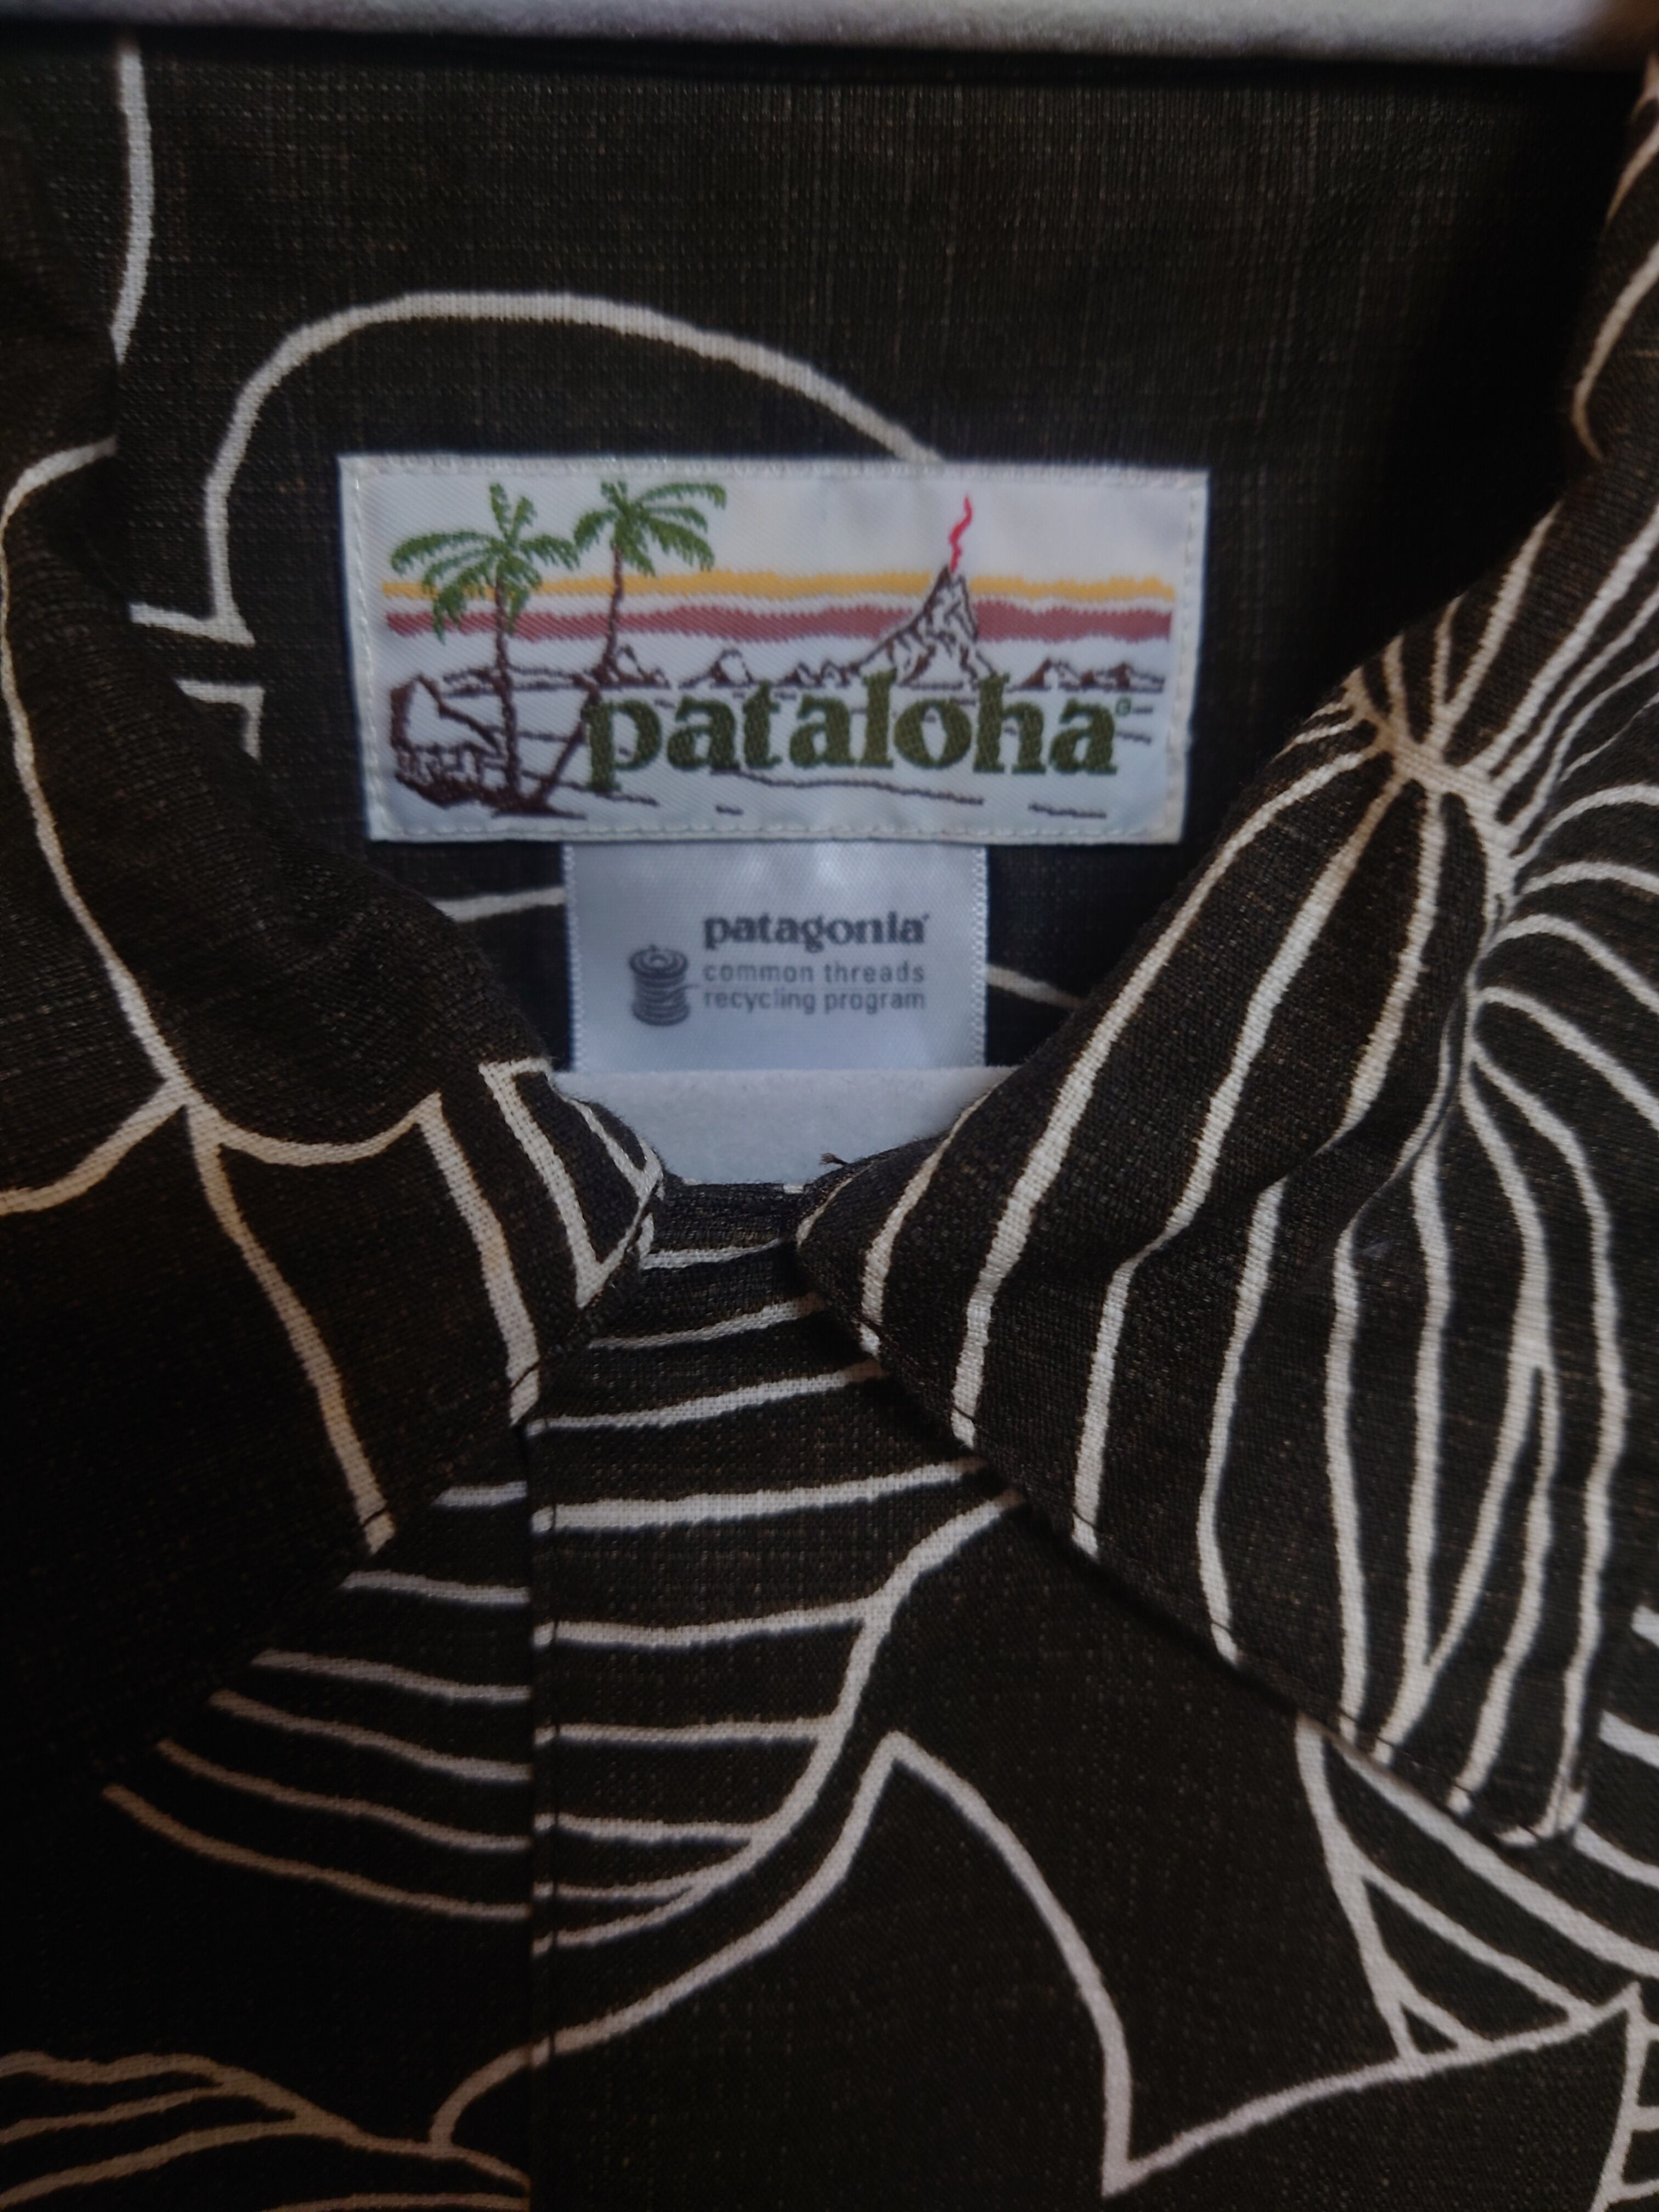 pataloha®
patagonia®
common threads
recycling program